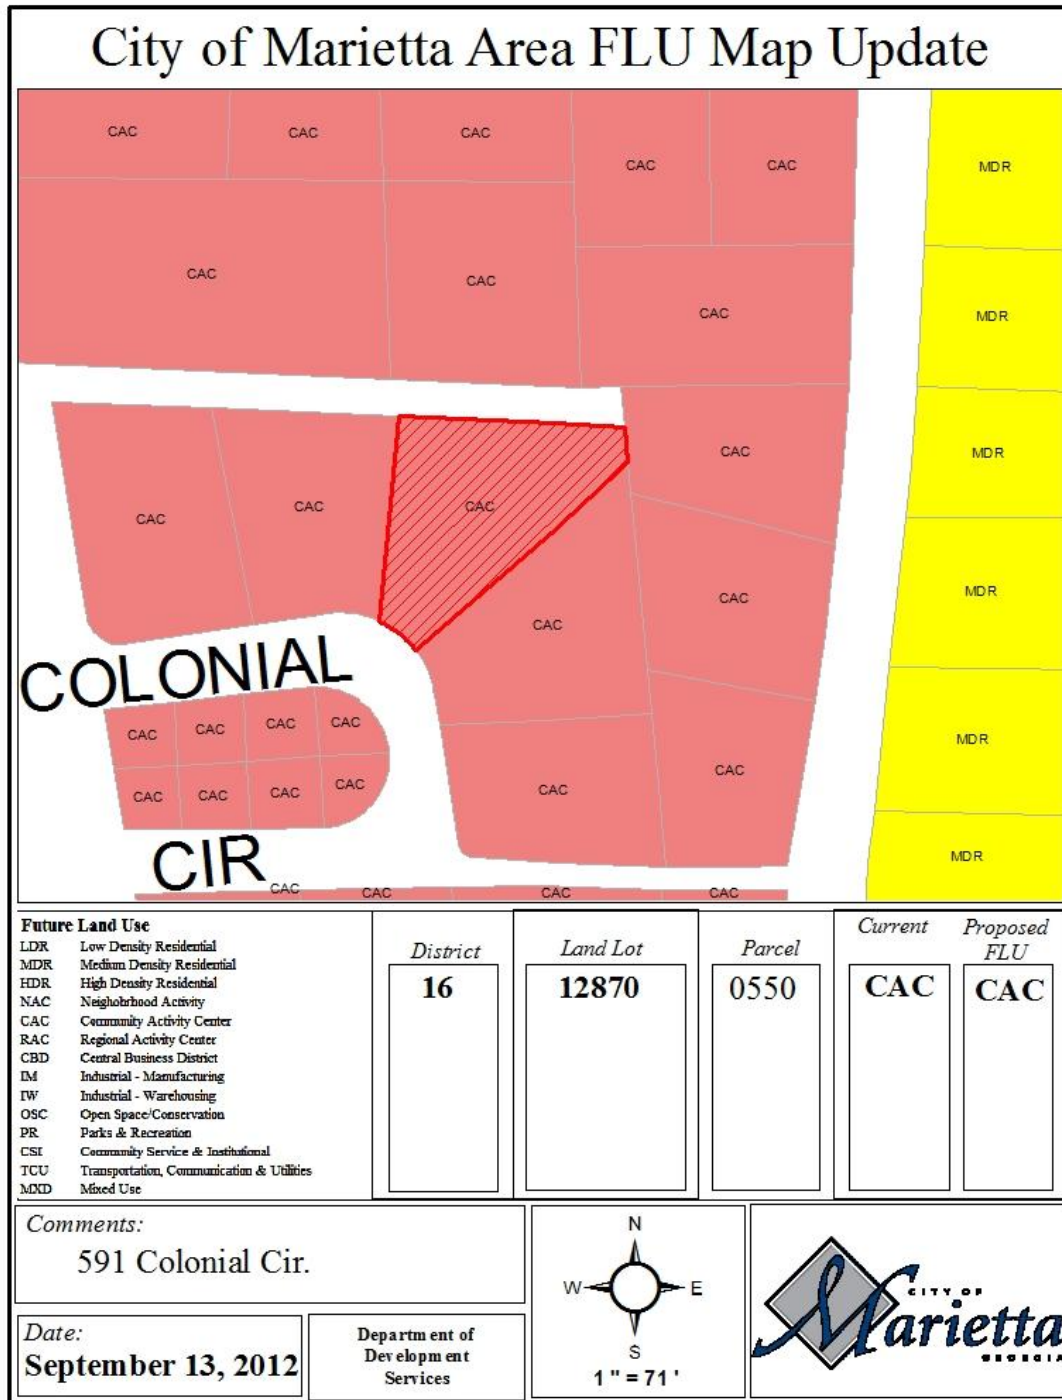 City of Marietta Area FLU Map Update
CAC CAC CAC CAC CAC MDR
CAC CAC CAC MDR
CAC CAC CAC CAC MDR
CAC CAC MDR
COLONIAL
CAC CAC CAC CAC CAC MDR
CAC CAC CAC CAC CAC
CIR
CAC CAC CAC CAC MDR
Future Land Use
LDR Low Density Residential
MDR Medium Density Residential
HDR High Density Residential
NAC Neighobrhood Activity
CAC Community Activity Center
RAC Regional Activity Center
CBD Central Business District
IM Industrial - Manufacturing
IW Industrial - Warehousing
OSC Open Space/Conservation
PR Parks & Recreation
CSI Community Service & Institutional
TCU Transportation, Communication & Utilities
MXD Mixed Use
District
16
Land Lot
12870
Parcel
0550
Current
CAC
Proposed
FLU
CAC
Comments:
591 Colonial Cir.
Date:
September 13, 2012
Department of
Development
Services
N
W E
S
1 " = 71 '
CITY OF
Marietta
GEORGIA